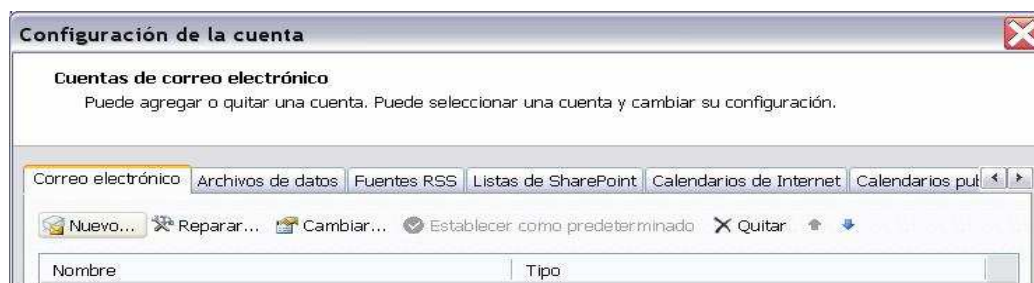 Configuración de la cuenta
Cuentas de correo electrónico
Puede agregar o quitar una cuenta. Puede seleccionar una cuenta y cambiar su configuración.
Correo electrónico Archivos de datos Fuentes RSS Listas de SharePoint Calendarios de Internet Calendarios pub
Nuevo... Reparar... Cambiar... Establecer como predeterminado Quitar
Nombre Tipo